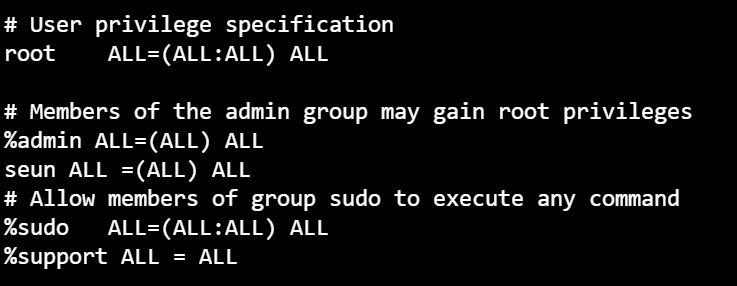 # User privilege specification
root    ALL=(ALL:ALL) ALL
# Members of the admin group may gain root privileges
%admin ALL=(ALL) ALL
seun ALL =(ALL) ALL
# Allow members of group sudo to execute any command
%sudo   ALL=(ALL:ALL) ALL
%support ALL = ALL